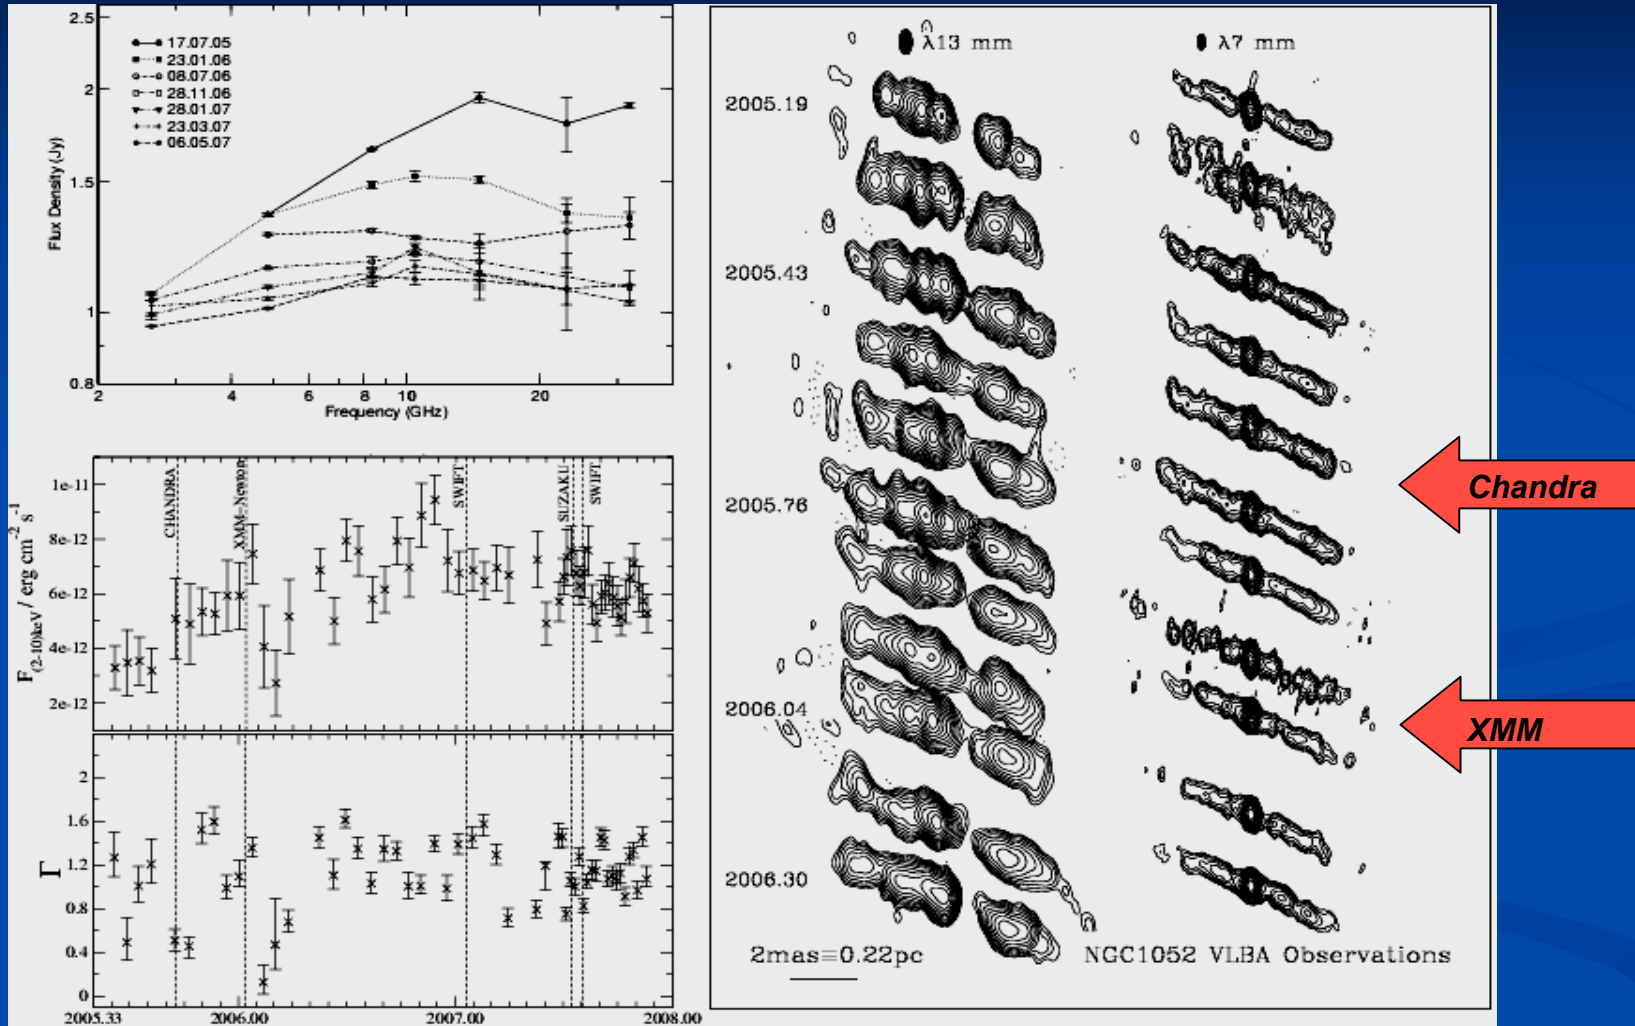 2.5
2
1.5
1
0.8
Flux Density (Jy)
17.07.05
23.01.06
08.07.06
28.11.06
28.01.07
23.03.07
06.05.07
2 4 6 8 10 20
Frequency (GHz)
1e-11
8e-12
6e-12
4e-12
2e-12
F(2-10)keV / erg cm-2 s-1
CHANDRA
XMM-Newton
SWIFT
SUZAKU
SWIFT
2
1.6
1.2
0.8
0.4
0
Γ
2005.33 2006.00 2007.00 2008.00
λ13 mm λ7 mm
2005.19
2005.43
2005.76
2006.04
2006.30
2mas=0.22pc
NGC1052 VLBA Observations
Chandra
XMM